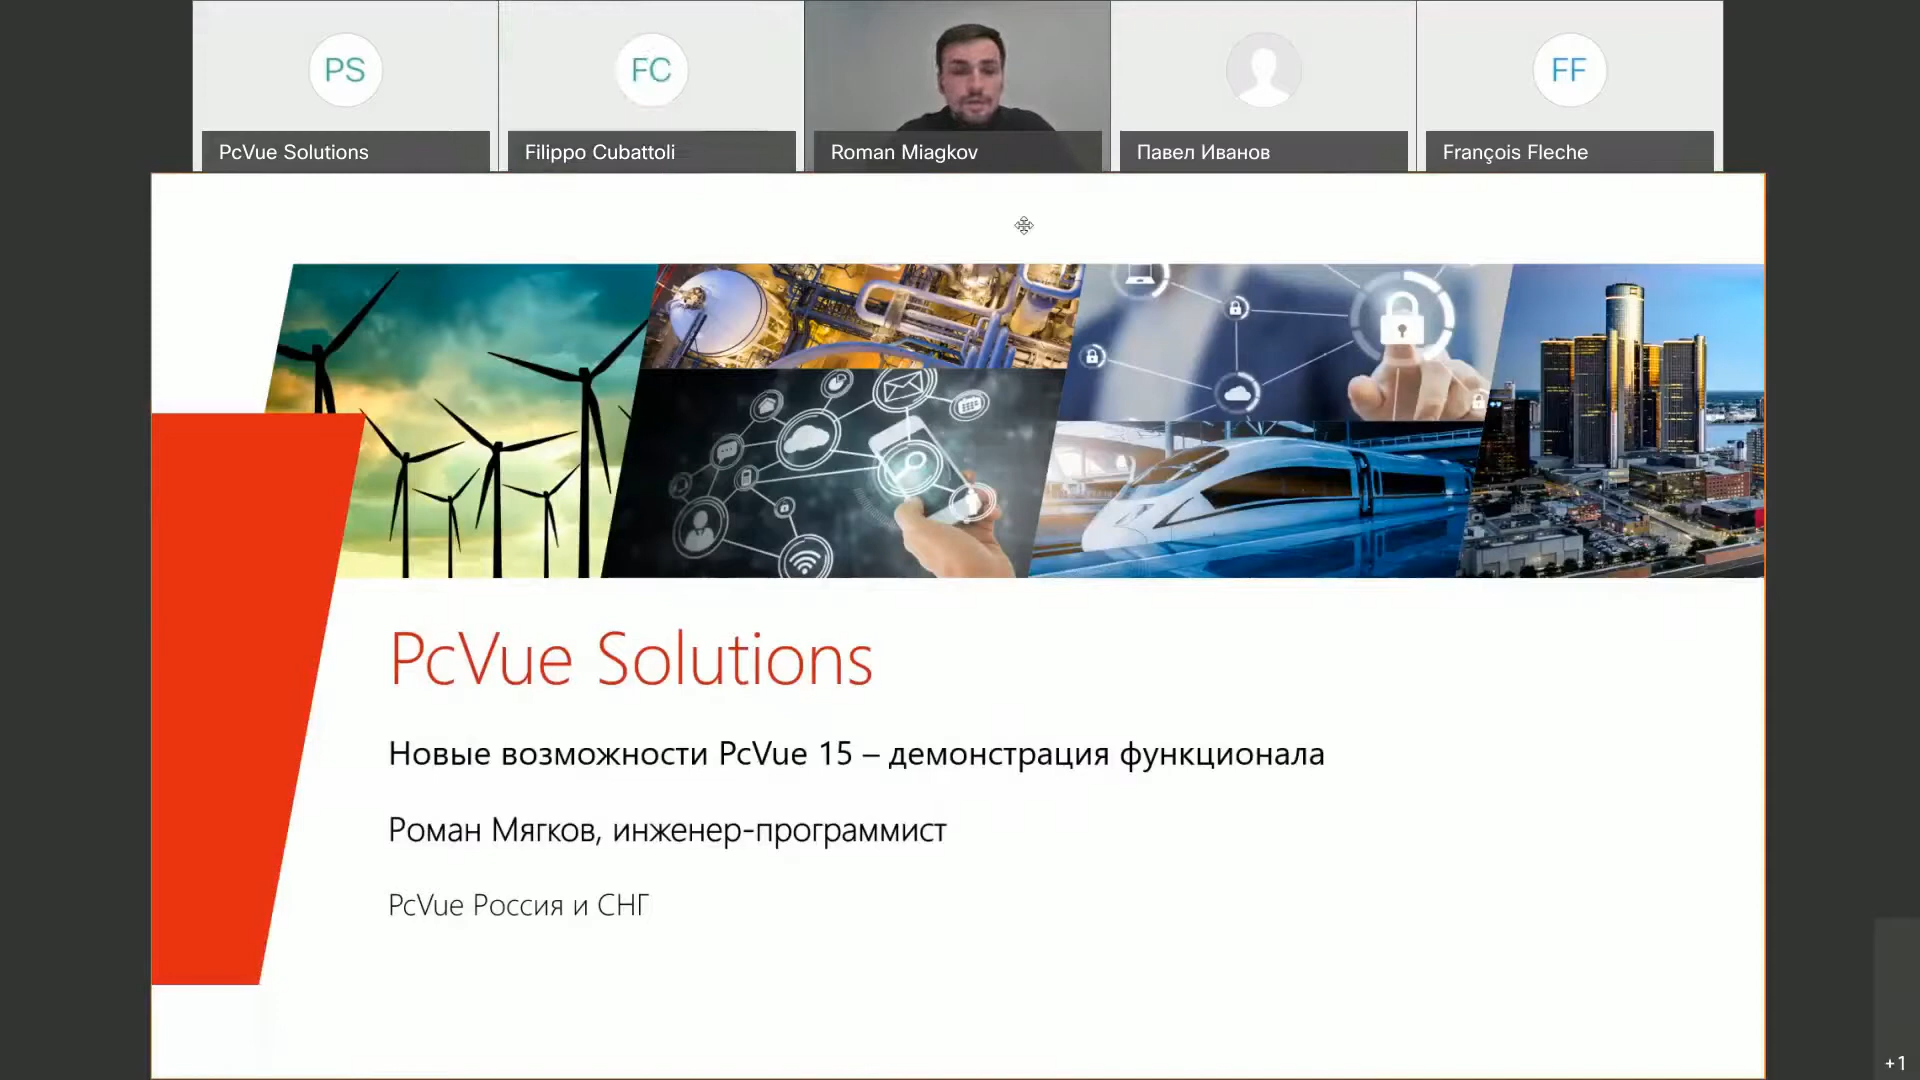 PS
FC
FF
PcVue Solutions
Filippo Cubattoli
Roman Miagkov
Павел Иванов
François Fleche
PcVue Solutions
Новые возможности PcVue 15 – демонстрация функционала
Роман Мягков, инженер-программист
PcVue Россия и СНГ
+1